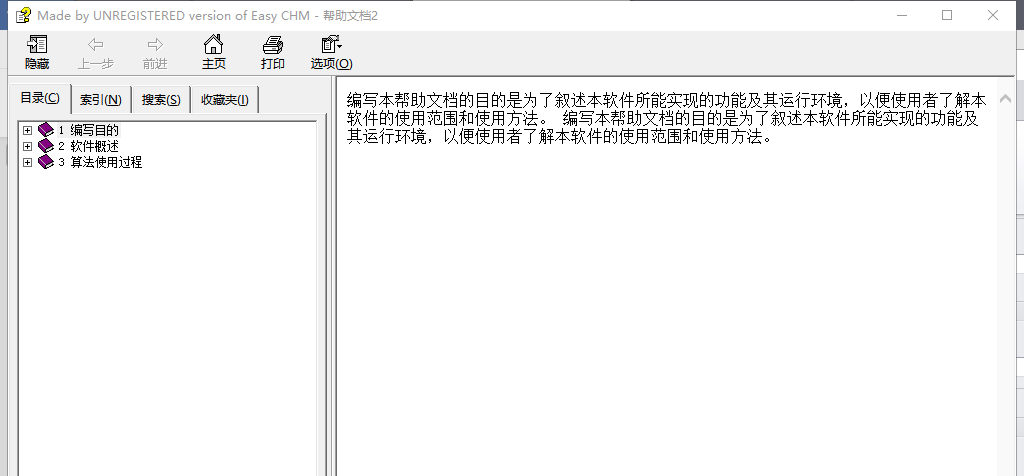 Made by UNREGISTERED version of Easy CHM - 帮助文档2
隐藏 上一步 前进 主页 打印 选项(O)
目录(C) 索引(N) 搜索(S) 收藏夹(I)
1 编写目的
2 软件概述
3 算法使用过程
编写本帮助文档的目的是为了叙述本软件所能实现的功能及其运行环境，以便使用者了解本
软件的使用范围和使用方法。 编写本帮助文档的目的是为了叙述本软件所能实现的功能及
其运行环境，以便使用者了解本软件的使用范围和使用方法。